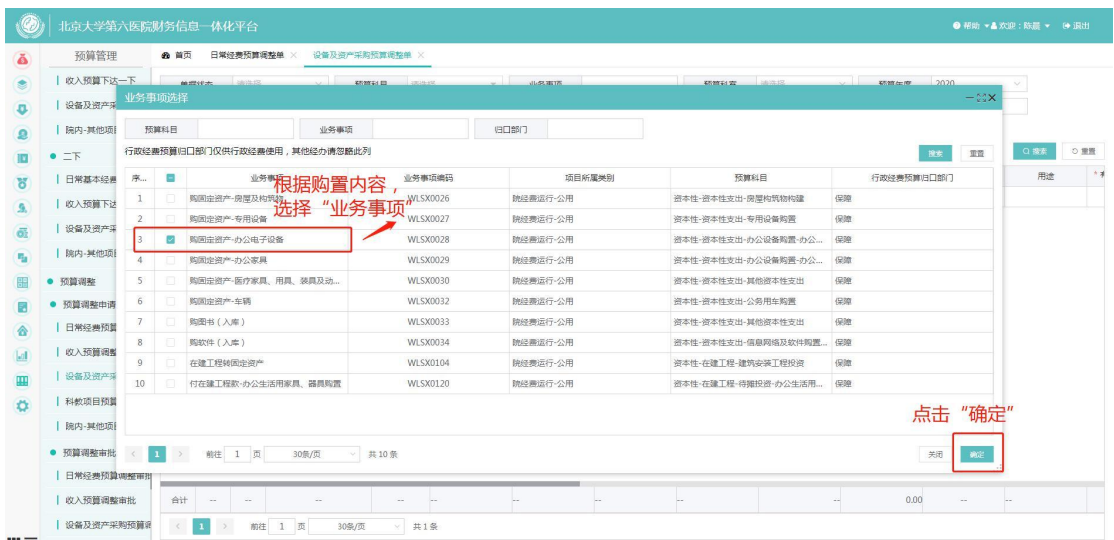 北京大学第六医院财务信息一体化平台
帮助 欢迎：陈颜 退出
预算管理
首页 日常经费预算调整单 × 设备及资产采购预算调整单 ×
收入预算下达一下
设备及资产采
院内-其他项
二下
日常基本经费
收入预算下达
设备及资产采
院内-其他项
预算调整
预算调整申请
日常经费预算
收入预算调整
设备及资产采
科教项目预算
院内-其他项
预算调整审批
日常经费预算调整审批
收入预算调整审批
设备及资产采购预算调
单据状态 请选择 预算科目 请选择 业务事项 预算科室 请选择 预算年度 2020
搜索 重置
用途
业务事项选择
预算科目 业务事项 归口部门
行政经费预算归口部门仅供行政经费使用，其他经办请忽略此列
搜索 重置
序... 业务事项 业务事项编码 项目所属类别 预算科目 行政经费预算归口部门
1 购固定资产-房屋及构筑物 WLSX0026 院经费运行-公用 资本性-资本性支出-房屋构筑物构建 保障
2 购固定资产-专用设备 WLSX0027 院经费运行-公用 资本性-资本性支出-专用设备购置 保障
3 购固定资产-办公电子设备 WLSX0028 院经费运行-公用 资本性-资本性支出-办公设备购置-办公... 保障
4 购固定资产-办公家具 WLSX0029 院经费运行-公用 资本性-资本性支出-办公设备购置-办公... 保障
5 购固定资产-医疗家具、用具、装具及动... WLSX0030 院经费运行-公用 资本性-资本性支出-其他资本性支出 保障
6 购固定资产-车辆 WLSX0032 院经费运行-公用 资本性-资本性支出-公务用车购置 保障
7 购图书（入库） WLSX0033 院经费运行-公用 资本性-资本性支出-其他资本性支出 保障
8 购软件（入库） WLSX0034 院经费运行-公用 资本性-资本性支出-信息网络及软件购置... 保障
9 在建工程转固定资产 WLSX0104 院经费运行-公用 资本性-在建工程-建筑安装工程投资 保障
10 付在建工程款-办公生活用家具、器具购置 WLSX0120 院经费运行-公用 资本性-在建工程-待摊投资-办公生活用... 保障
根据购置内容，
选择“业务事项”
点击“确定”
< 1 > 前往 1 页 30条/页 共 10 条
关闭 确定
合计 -- -- -- -- -- -- -- -- -- 0.00 -- --
< 1 > 前往 1 页 30条/页 共 1 条